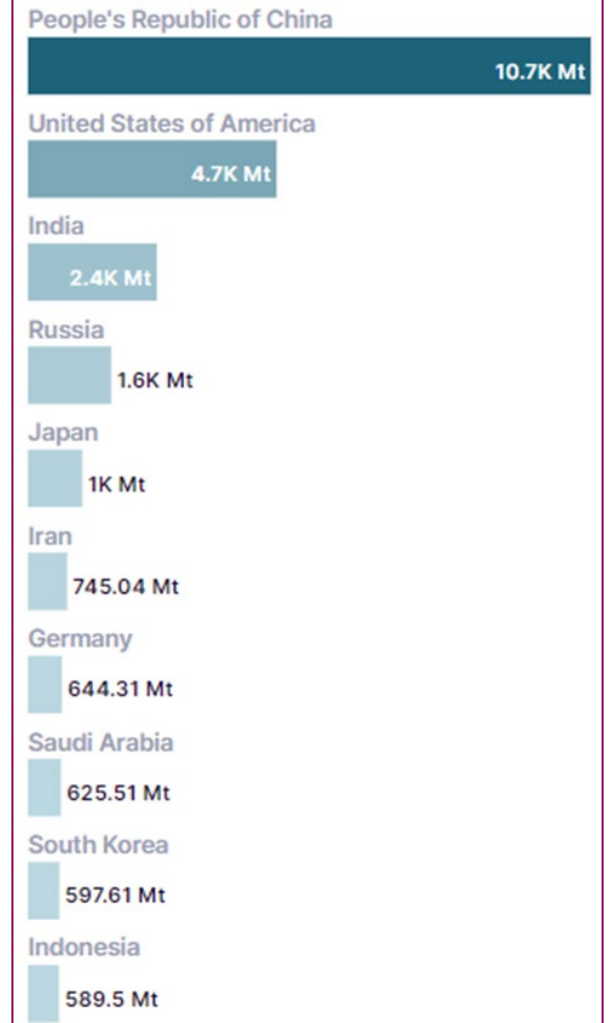 People's Republic of China
10.7K Mt
United States of America
4.7K Mt
India
2.4K Mt
Russia
1.6K Mt
Japan
1K Mt
Iran
745.04 Mt
Germany
644.31 Mt
Saudi Arabia
625.51 Mt
South Korea
597.61 Mt
Indonesia
589.5 Mt